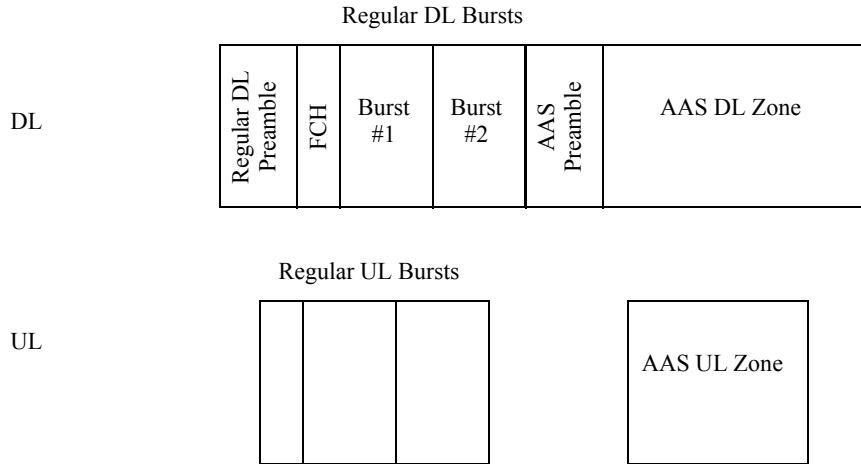 Regular DL Bursts
DL
Regular DL
Preamble
FCH
Burst
#1
Burst
#2
AAS
Preamble
AAS DL Zone
Regular UL Bursts
UL
AAS UL Zone